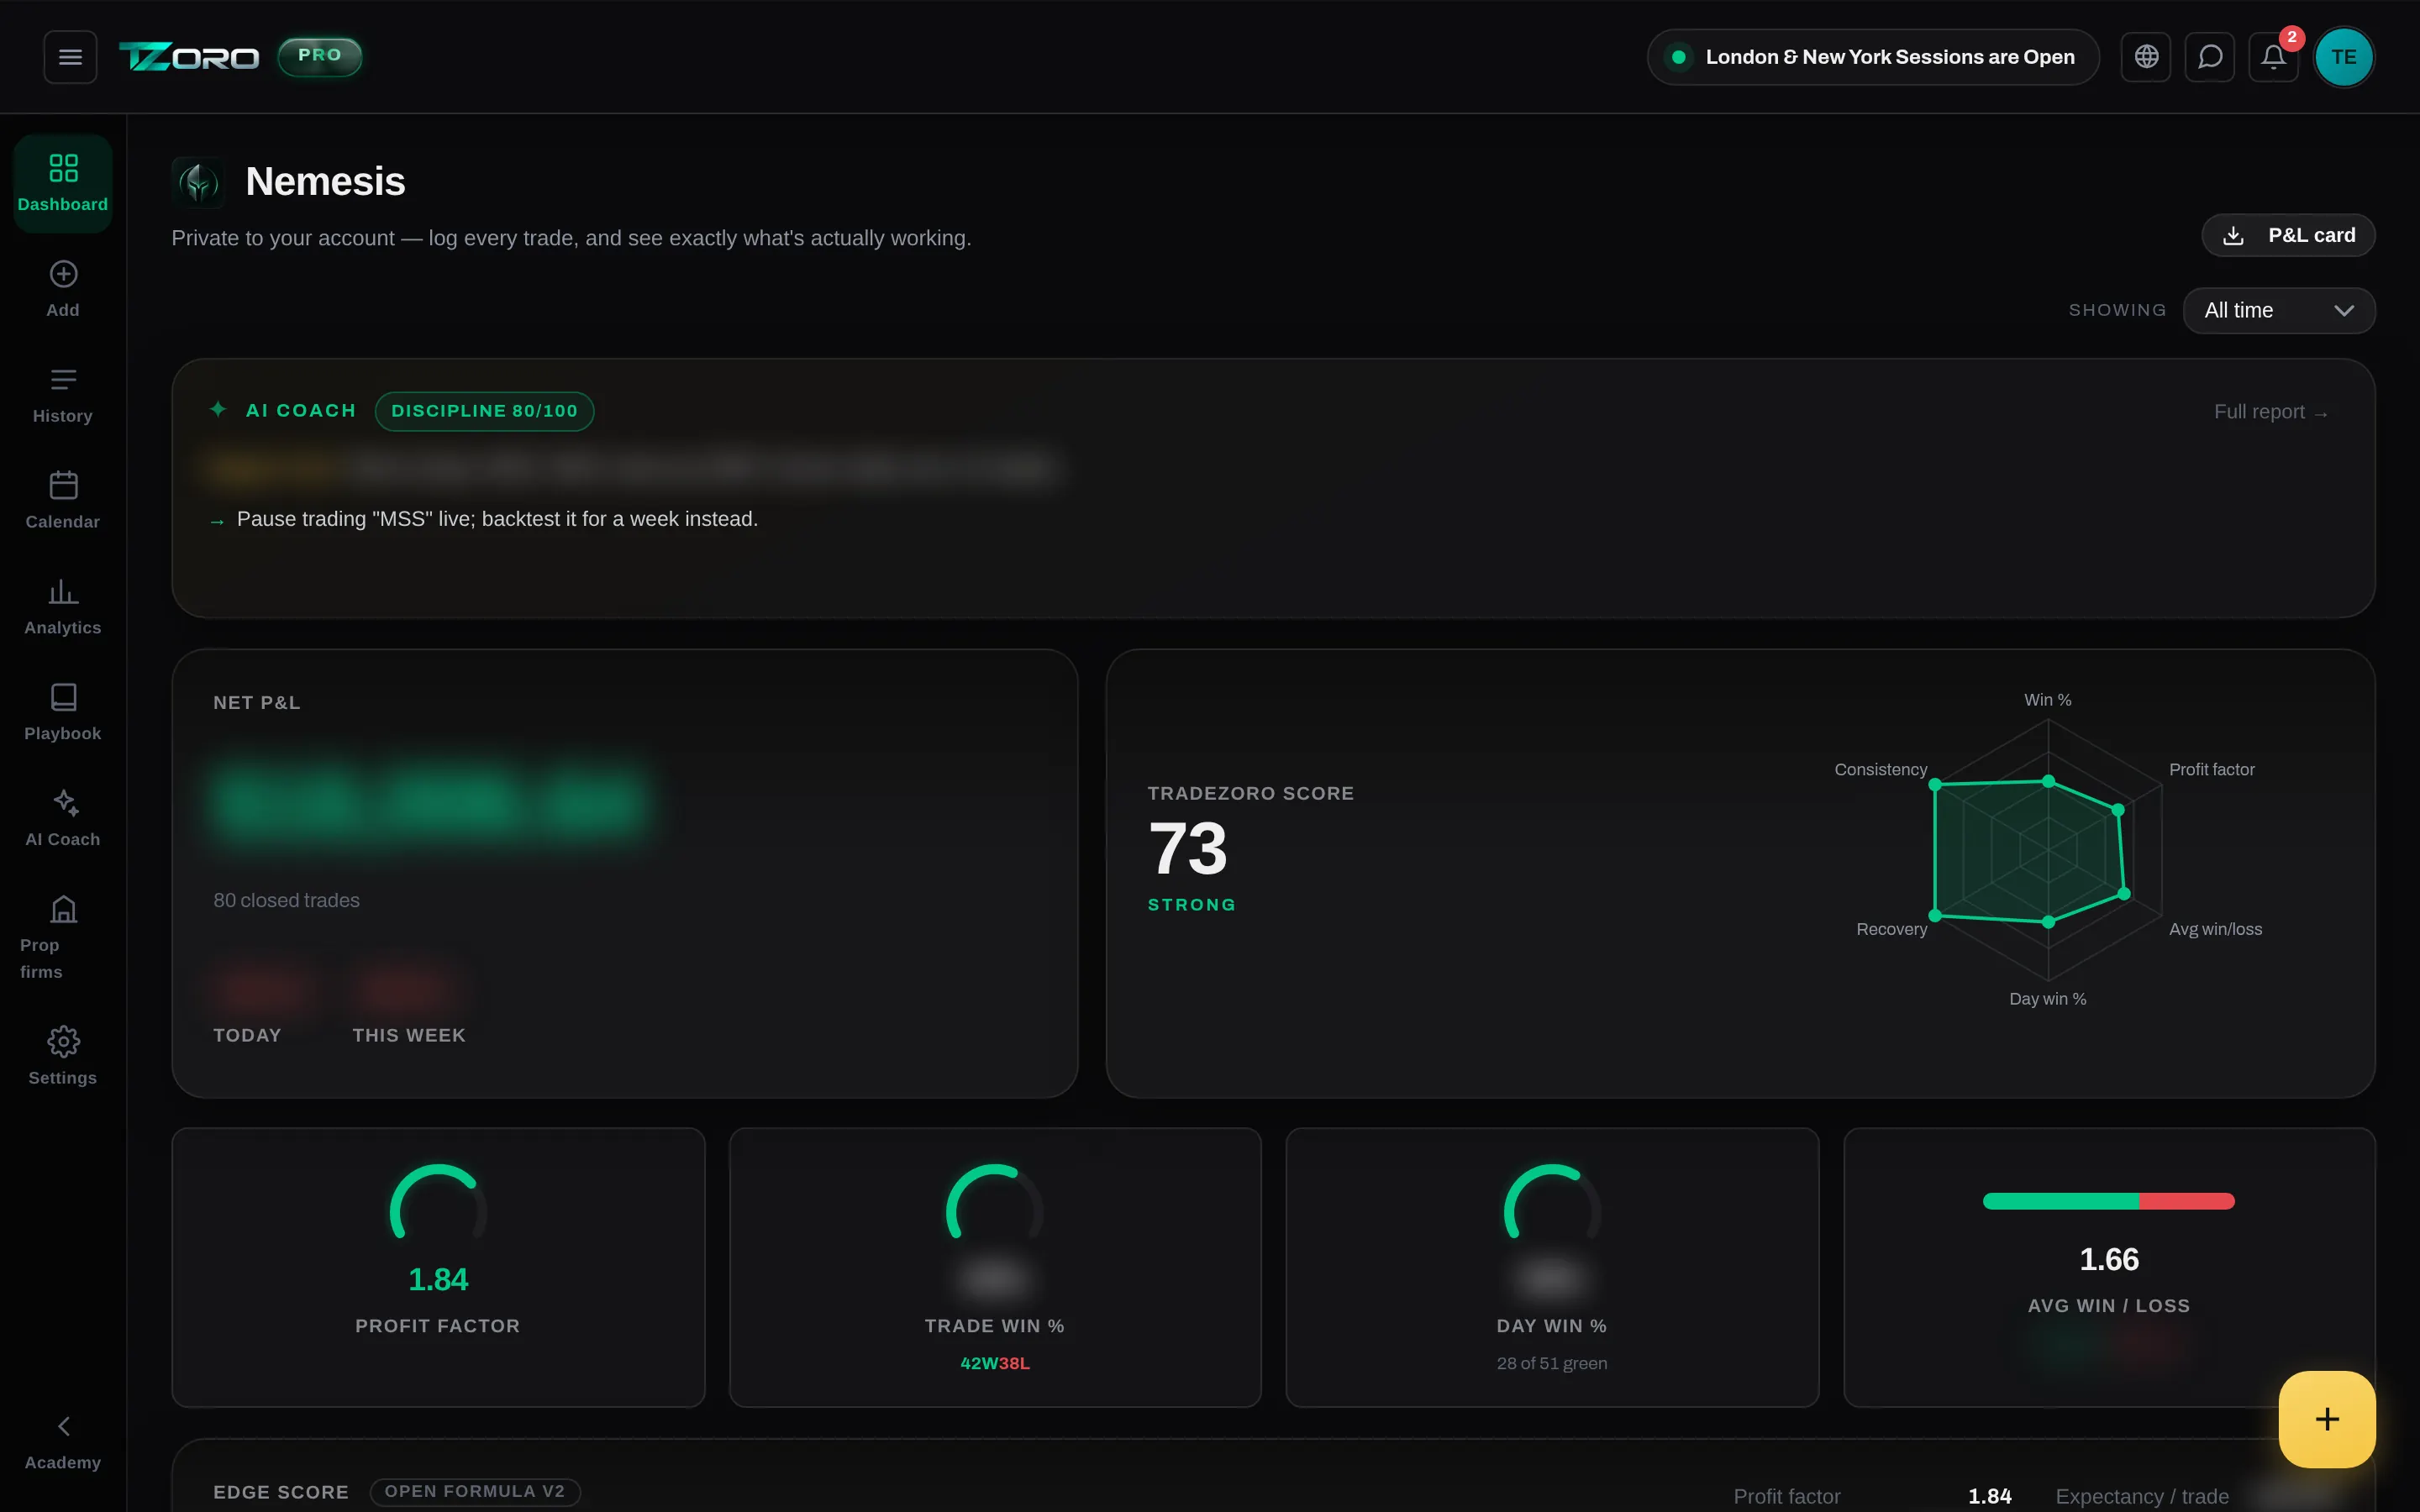 TZORO PRO
London & New York Sessions are Open
2
TE
Dashboard
Add
History
Calendar
Analytics
Playbook
AI Coach
Prop
firms
Settings
Academy
Nemesis
Private to your account — log every trade, and see exactly what's actually working.
P&L card
SHOWING
All time
AI COACH
DISCIPLINE 80/100
Full report →
→ Pause trading "MSS" live; backtest it for a week instead.
NET P&L
80 closed trades
TODAY
THIS WEEK
TRADEZORO SCORE
73
STRONG
Win %
Profit factor
Avg win/loss
Day win %
Recovery
Consistency
1.84
PROFIT FACTOR
TRADE WIN %
42W38L
DAY WIN %
28 of 51 green
1.66
AVG WIN / LOSS
+
EDGE SCORE
OPEN FORMULA V2
Profit factor
1.84
Expectancy / trade